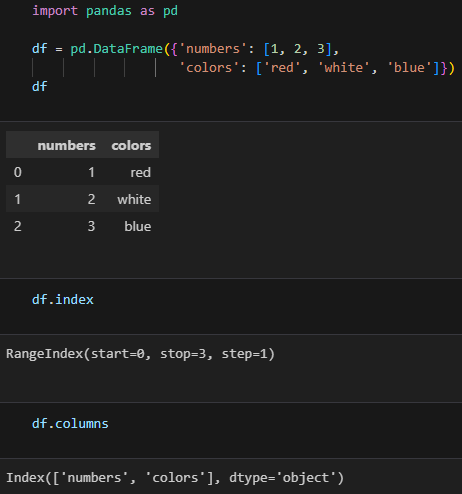 import pandas as pd
df = pd.DataFrame({'numbers': [1, 2, 3],
'colors': ['red', 'white', 'blue']})
df
numbers colors
0 1 red
1 2 white
2 3 blue
df.index
RangeIndex(start=0, stop=3, step=1)
df.columns
Index(['numbers', 'colors'], dtype='object')